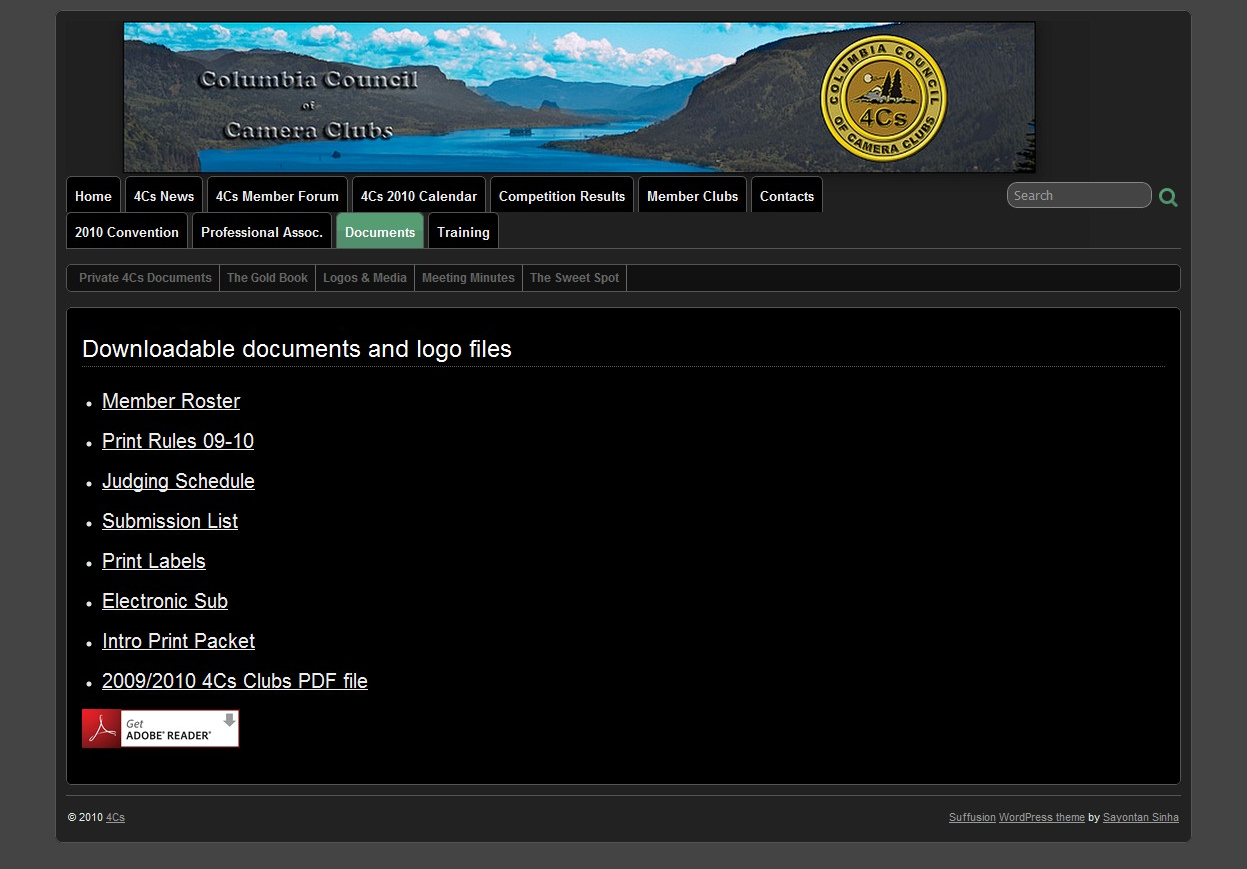 Columbia Council
of
Camera Clubs
COLUMBIA COUNCIL
4Cs
OF CAMERA CLUBS
Home 4Cs News 4Cs Member Forum 4Cs 2010 Calendar Competition Results Member Clubs Contacts Search
2010 Convention Professional Assoc. Documents Training
Private 4Cs Documents The Gold Book Logos & Media Meeting Minutes The Sweet Spot
Downloadable documents and logo files
• Member Roster
• Print Rules 09-10
• Judging Schedule
• Submission List
• Print Labels
• Electronic Sub
• Intro Print Packet
• 2009/2010 4Cs Clubs PDF file
Get
ADOBE® READER®
© 2010 4Cs Suffusion WordPress theme by Sayontan Sinha